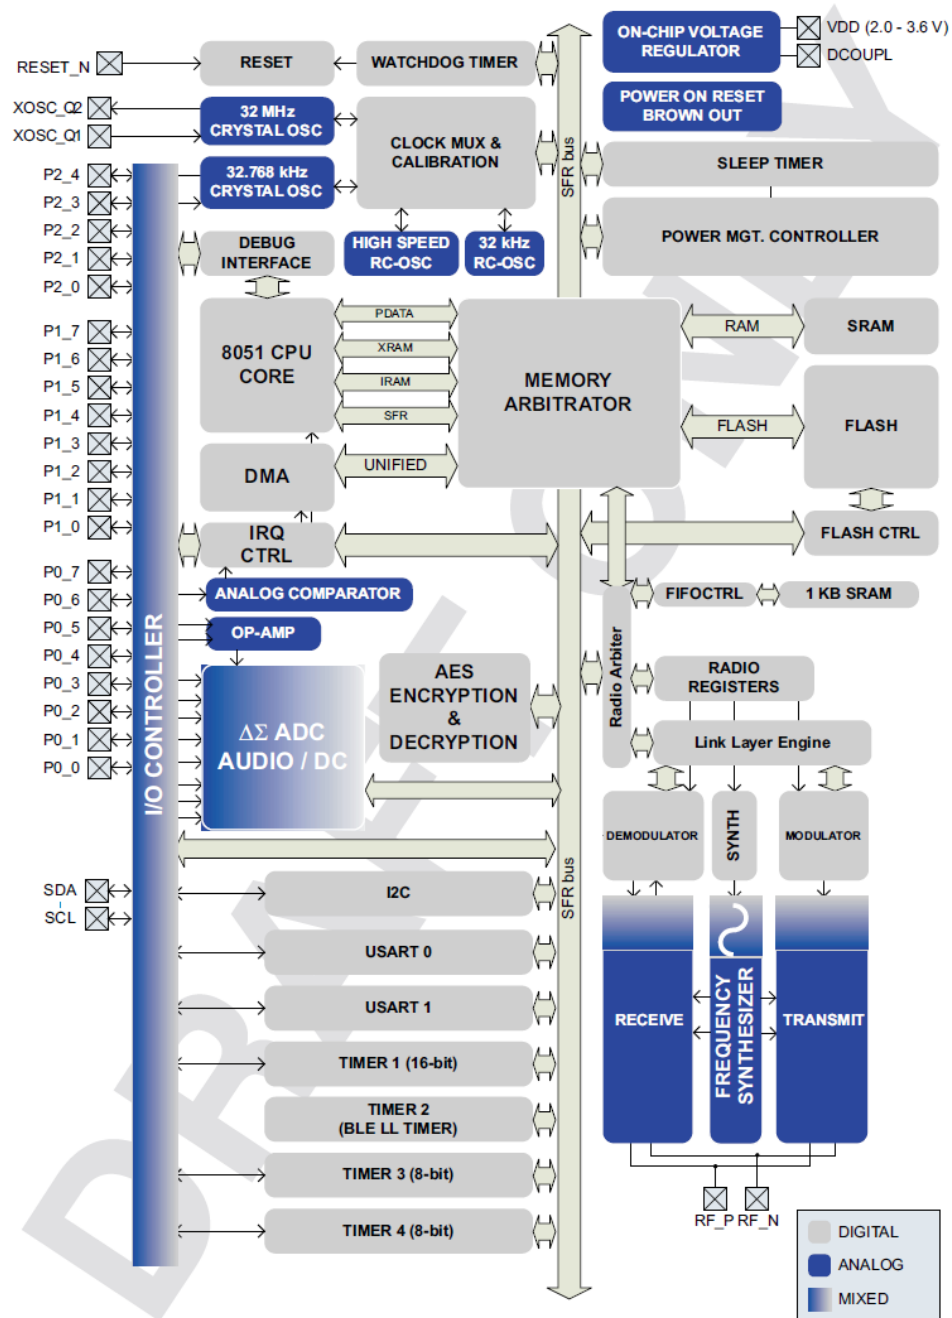 ON-CHIP VOLTAGE
REGULATOR
VDD (2.0 - 3.6 V)
DCOUPL
RESET_N
RESET
WATCHDOG TIMER
POWER ON RESET
BROWN OUT
XOSC_Q2
XOSC_Q1
32 MHz
CRYSTAL OSC
CLOCK MUX &
CALIBRATION
SFR bus
SLEEP TIMER
32.768 kHz
CRYSTAL OSC
P2_4
P2_3
P2_2
P2_1
P2_0
POWER MGT. CONTROLLER
DEBUG
INTERFACE
HIGH SPEED
RC-OSC
32 kHz
RC-OSC
PDATA
XRAM
IRAM
SFR
8051 CPU
CORE
MEMORY
ARBITRATOR
RAM
SRAM
FLASH
FLASH
P1_7
P1_6
P1_5
P1_4
P1_3
P1_2
P1_1
P1_0
DMA
UNIFIED
IRQ
CTRL
FLASH CTRL
P0_7
P0_6
P0_5
P0_4
P0_3
P0_2
P0_1
P0_0
ANALOG COMPARATOR
OP-AMP
FIFOCTRL
1 KB SRAM
Radio Arbiter
I/O CONTROLLER
AES
ENCRYPTION
&
DECRYPTION
RADIO
REGISTERS
ΔΣ ADC
AUDIO / DC
Link Layer Engine
DEMODULATOR
SYNTH
MODULATOR
SDA
SCL
I2C
SFR bus
USART 0
USART 1
RECEIVE
FREQUENCY
SYNTHESIZER
TRANSMIT
TIMER 1 (16-bit)
TIMER 2
(BLE LL TIMER)
TIMER 3 (8-bit)
TIMER 4 (8-bit)
RF_P
RF_N
DIGITAL
ANALOG
MIXED
DRAFT ONLY